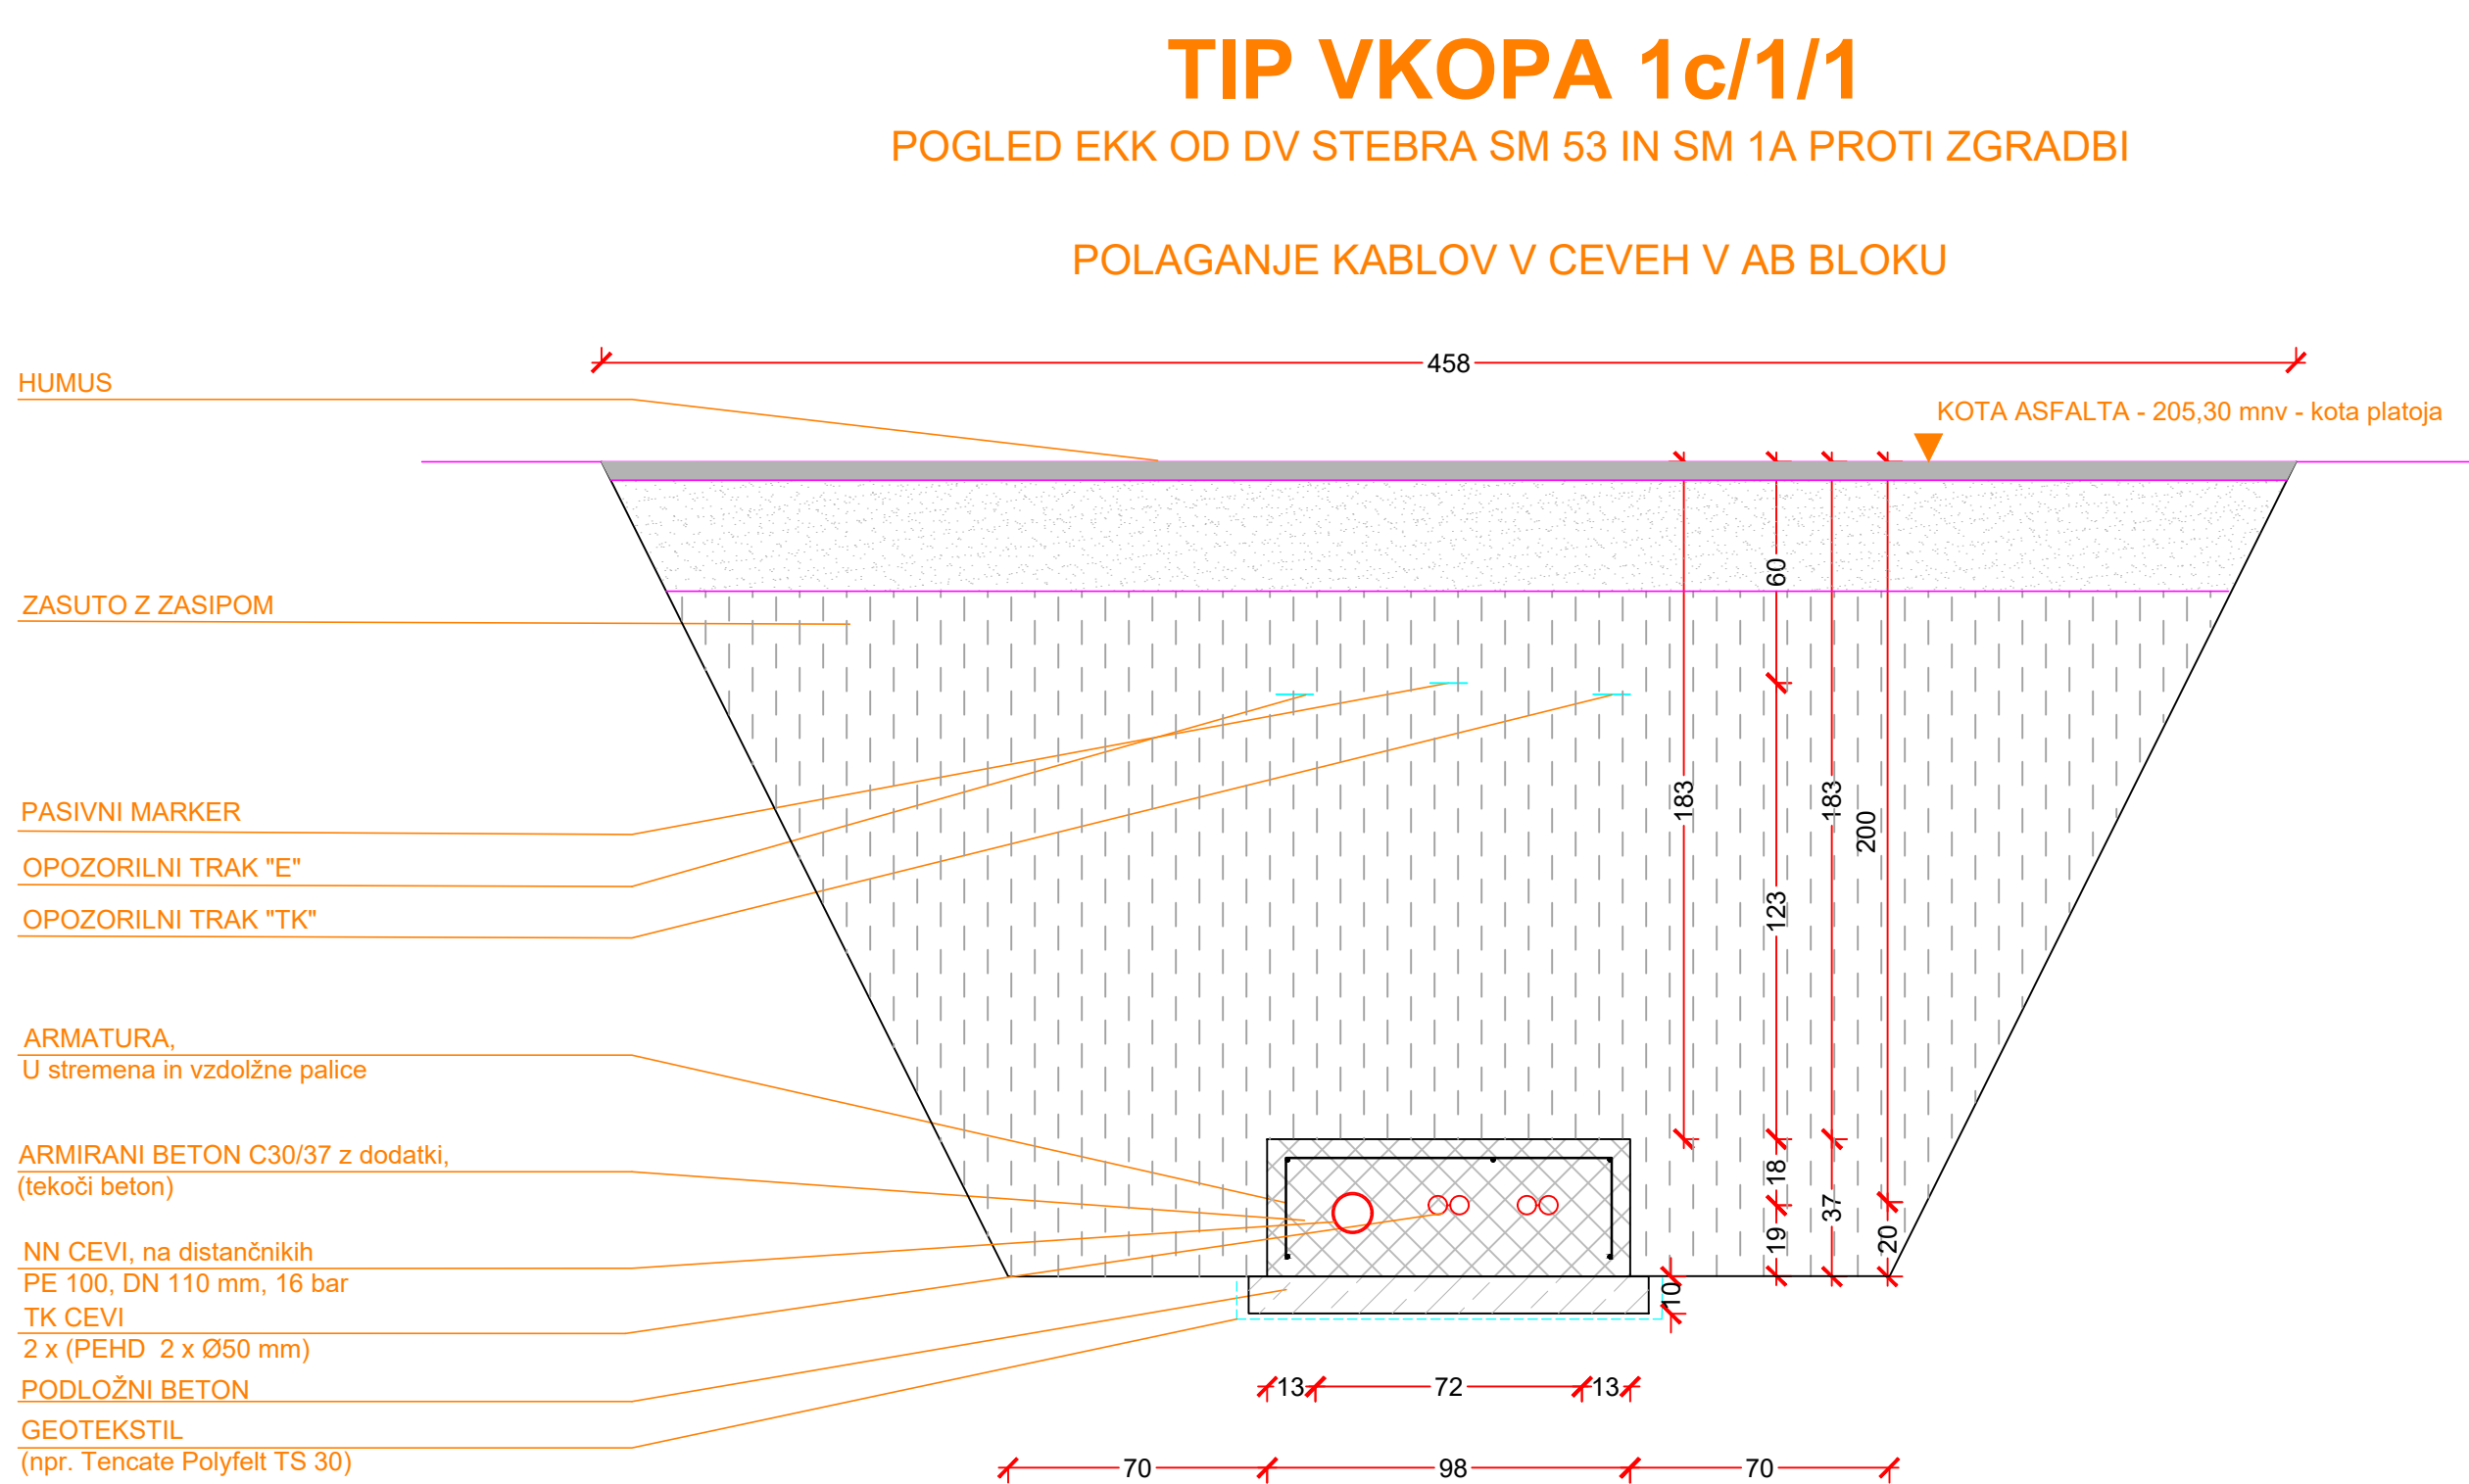 TIP VKOPA 1c/1/1
POGLED EKK OD DV STEBRA SM 53 IN SM 1A PROTI ZGRADBI
POLAGANJE KABLOV V CEVEH V AB BLOKU
458
HUMUS
KOTA ASFALTA - 205,30 mnv - kota platoja
60
ZASUTO Z ZASIPOM
183
183
200
PASIVNI MARKER
OPOZORILNI TRAK "E"
123
OPOZORILNI TRAK "TK"
ARMATURA,
U stremena in vzdolžne palice
ARMIRANI BETON C30/37 z dodatki,
(tekoči beton)
18
37
19
20
NN CEVI, na distančnikih
PE 100, DN 110 mm, 16 bar
10
TK CEVI
2 x (PEHD 2 x Ø50 mm)
PODLOŽNI BETON
13
72
13
GEOTEKSTIL
(npr. Tencate Polyfelt TS 30)
70
98
70